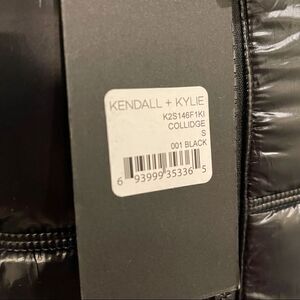 KENDALL + KYLIE
K2S146F1KI
COLLIDGE
S
001 BLACK
6 93999 35336 5